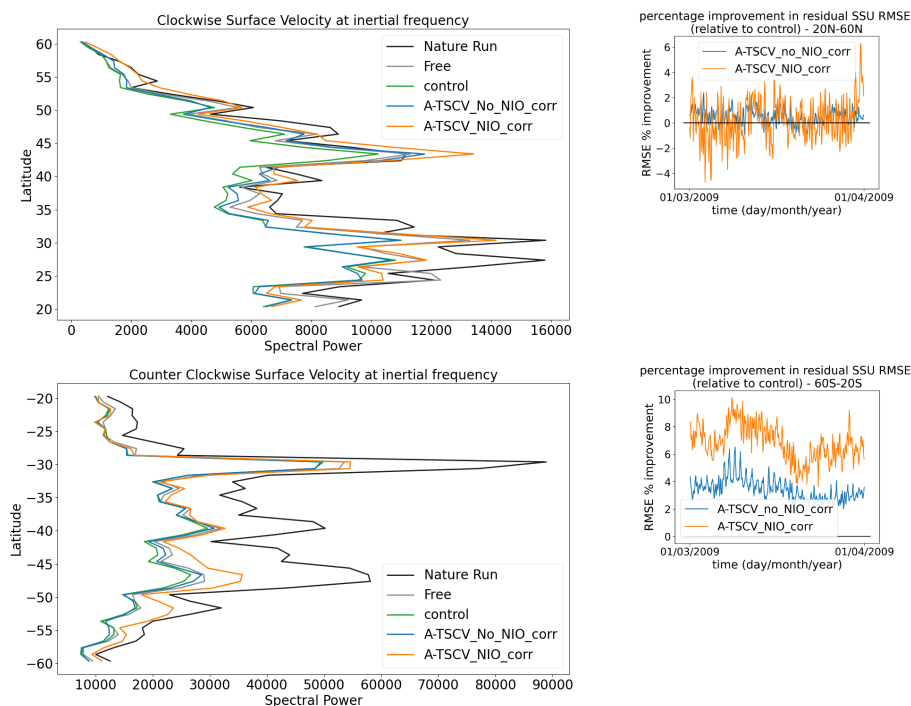 Clockwise Surface Velocity at inertial frequency
60
55
50
45
40
35
30
25
20
Latitude
Nature Run
Free
control
A-TSCV_No_NIO_corr
A-TSCV_NIO_corr
0 2000 4000 6000 8000 10000 12000 14000 16000
Spectral Power
percentage improvement in residual SSU RMSE
(relative to control) - 20N-60N
6
4
2
0
−2
−4
RMSE % improvement
A-TSCV_no_NIO_corr
A-TSCV_NIO_corr
01/03/2009 01/04/2009
time (day/month/year)
Counter Clockwise Surface Velocity at inertial frequency
−20
−25
−30
−35
−40
−45
−50
−55
−60
Latitude
Nature Run
Free
control
A-TSCV_No_NIO_corr
A-TSCV_NIO_corr
10000 20000 30000 40000 50000 60000 70000 80000 90000
Spectral Power
percentage improvement in residual SSU RMSE
(relative to control) - 60S-20S
10
8
6
4
2
0
RMSE % improvement
A-TSCV_no_NIO_corr
A-TSCV_NIO_corr
01/03/2009 01/04/2009
time (day/month/year)